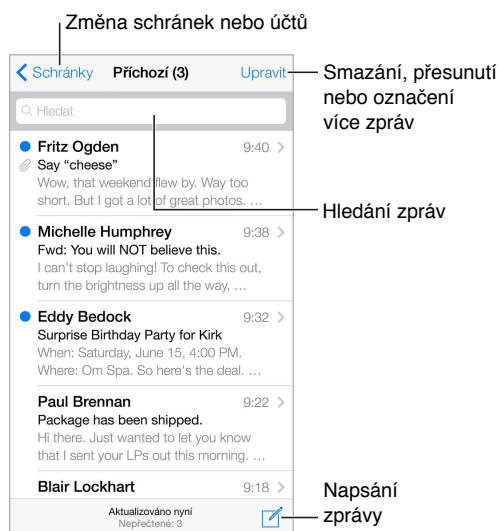 Změna schránek nebo účtů
Schránky Příchozí (3) Upravit
Smazání, přesunutí
nebo označení
více zpráv
Hledat
Hledání zpráv
Fritz Ogden 9:40
Say “cheese”
Wow, that weekend flew by. Way too
short. But I got a lot of great photos. …
Michelle Humphrey 9:38
Fwd: You will NOT believe this.
I can't stop laughing! To check this out,
turn the brightness up all the way, …
Eddy Bedock 9:32
Surprise Birthday Party for Kirk
When: Saturday, June 15, 4:00 PM.
Where: Om Spa. So here's the deal. …
Paul Brennan 9:22
Package has been shipped.
Hi there. Just wanted to let you know
that I sent your LPs out this morning. …
Blair Lockhart 9:18
Aktualizováno nyní
Nepřečtené: 3
Napsání
zprávy